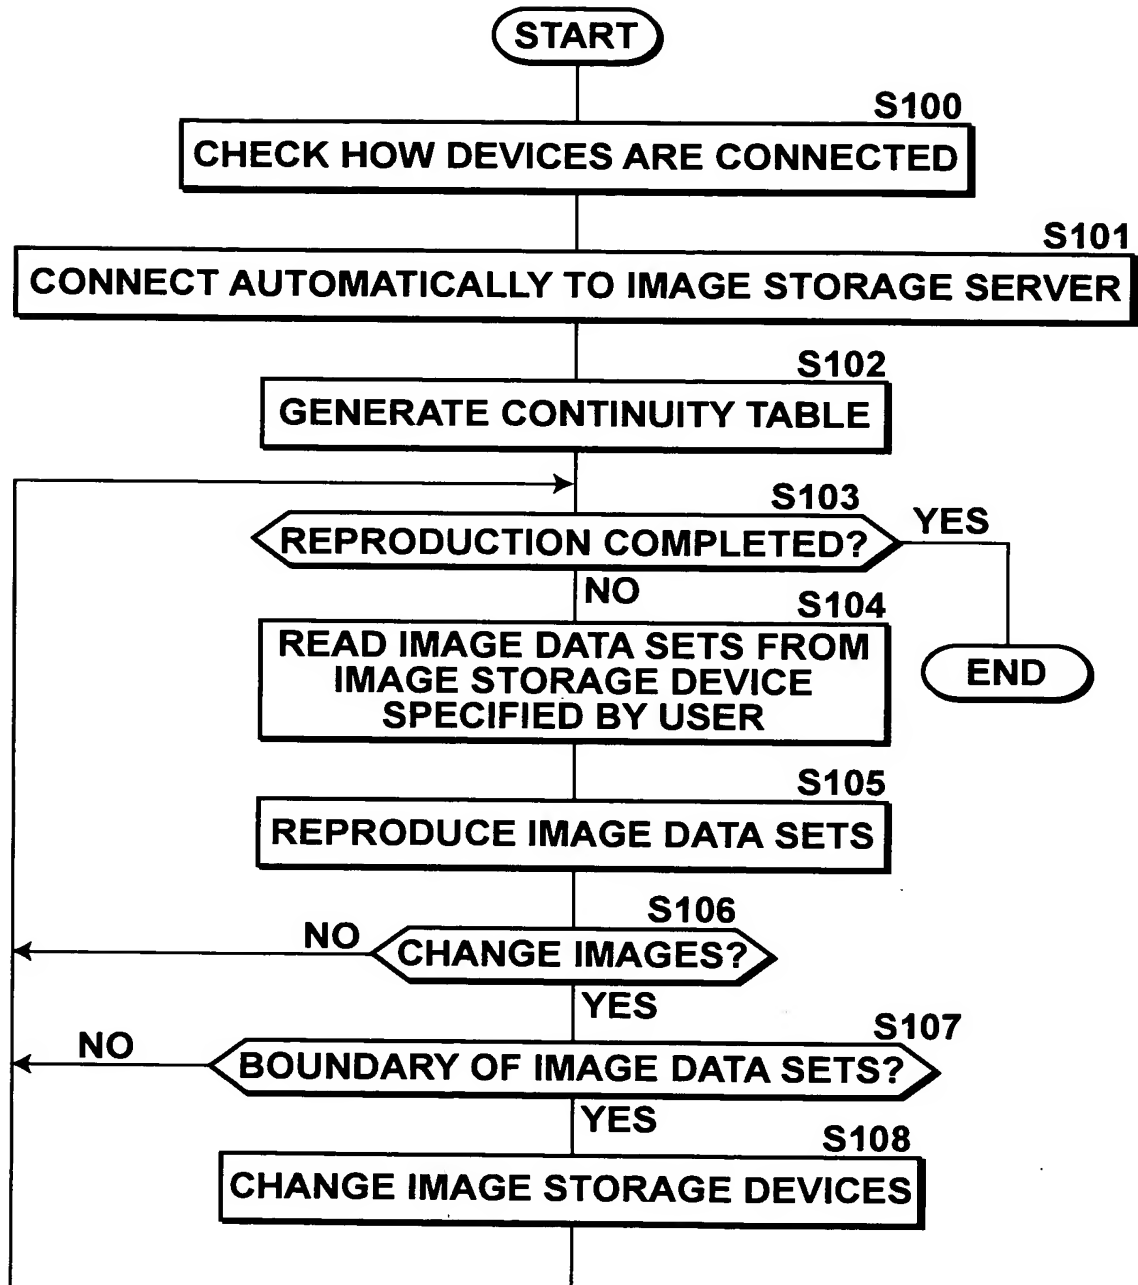 START
S100
CHECK HOW DEVICES ARE CONNECTED
S101
CONNECT AUTOMATICALLY TO IMAGE STORAGE SERVER
S102
GENERATE CONTINUITY TABLE
S103
REPRODUCTION COMPLETED?
YES
NO
S104
READ IMAGE DATA SETS FROM
IMAGE STORAGE DEVICE
SPECIFIED BY USER
END
S105
REPRODUCE IMAGE DATA SETS
S106
NO
CHANGE IMAGES?
YES
S107
NO
BOUNDARY OF IMAGE DATA SETS?
YES
S108
CHANGE IMAGE STORAGE DEVICES